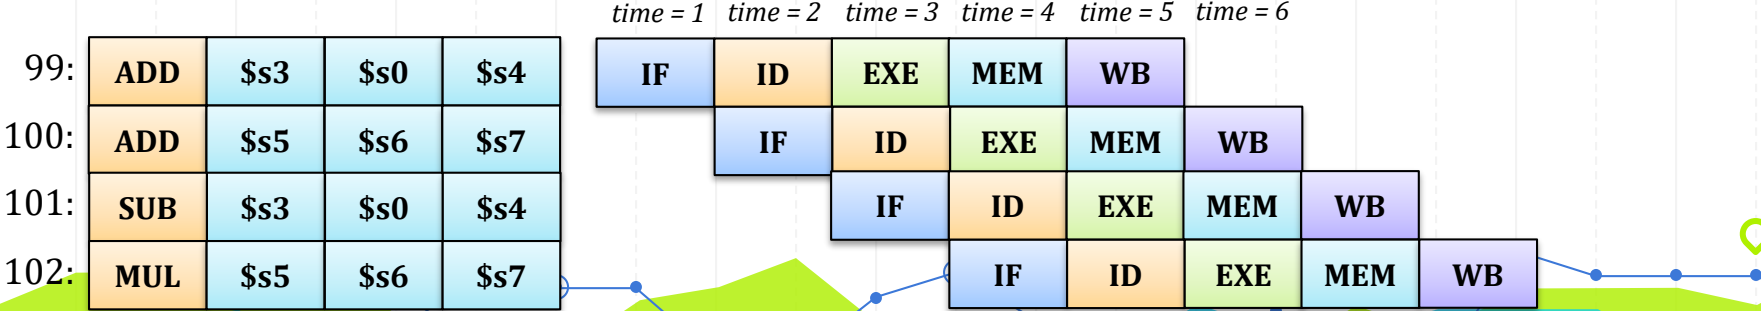 time = 1 time = 2 time = 3 time = 4 time = 5 time = 6
99: ADD $s3 $s0 $s4 IF ID EXE MEM WB
100: ADD $s5 $s6 $s7 IF ID EXE MEM WB
101: SUB $s3 $s0 $s4 IF ID EXE MEM WB
102: MUL $s5 $s6 $s7 IF ID EXE MEM WB